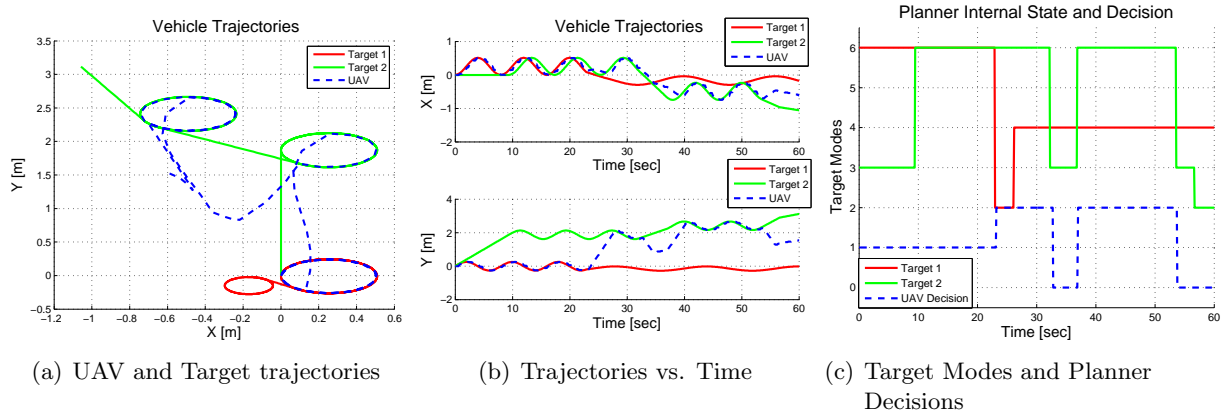 Vehicle Trajectories
3.5
3
2.5
2
1.5
1
0.5
0
-0.5
Y [m]
-1.2
-1
-0.8
-0.6
-0.4
-0.2
0
0.2
0.4
0.6
X [m]
Target 1
Target 2
UAV
(a) UAV and Target trajectories
Vehicle Trajectories
1
0
−1
−2
X [m]
0
10
20
30
40
50
60
Time [sec]
Target 1
Target 2
UAV
4
2
0
−2
Y [m]
0
10
20
30
40
50
60
Time [sec]
Target 1
Target 2
UAV
(b) Trajectories vs. Time
Planner Internal State and Decision
6
5
4
3
2
1
0
Target Modes
0
10
20
30
40
50
60
Time [sec]
Target 1
Target 2
UAV Decision
(c) Target Modes and Planner
Decisions